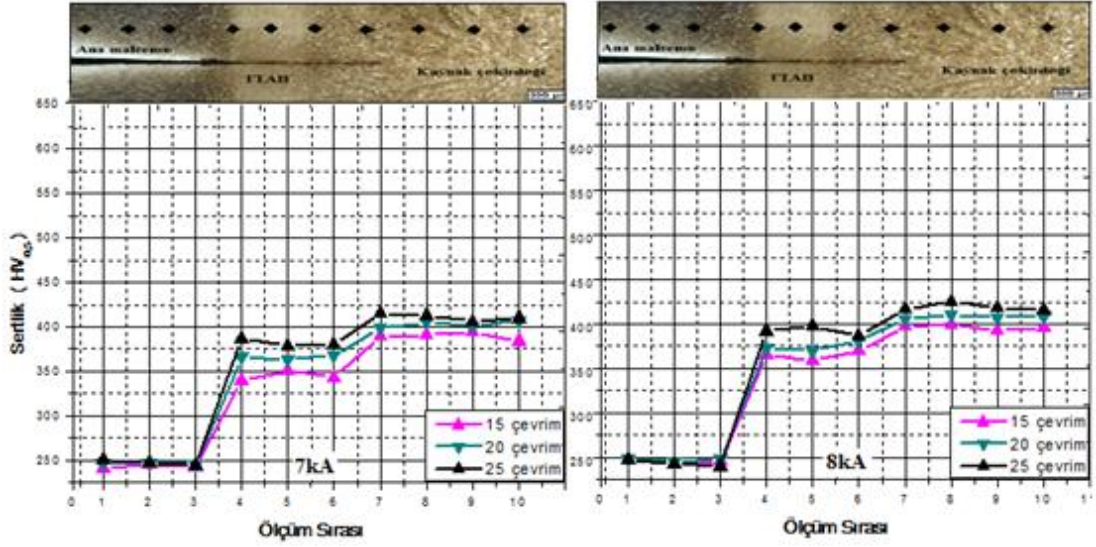 Ana malzeme
ITAB
Kaynak çekirdeği
650
600
550
500
450
400
350
300
250
Sertlik ( HV0,5)
15 çevrim
20 çevrim
25 çevrim
7kA
0 1 2 3 4 5 6 7 8 9 10
Ölçüm Sırası
Ana malzeme
ITAB
Kaynak çekirdeği
650
600
550
500
450
400
350
300
250
15 çevrim
20 çevrim
25 çevrim
8kA
0 1 2 3 4 5 6 7 8 9 10 11
Ölçüm Sırası